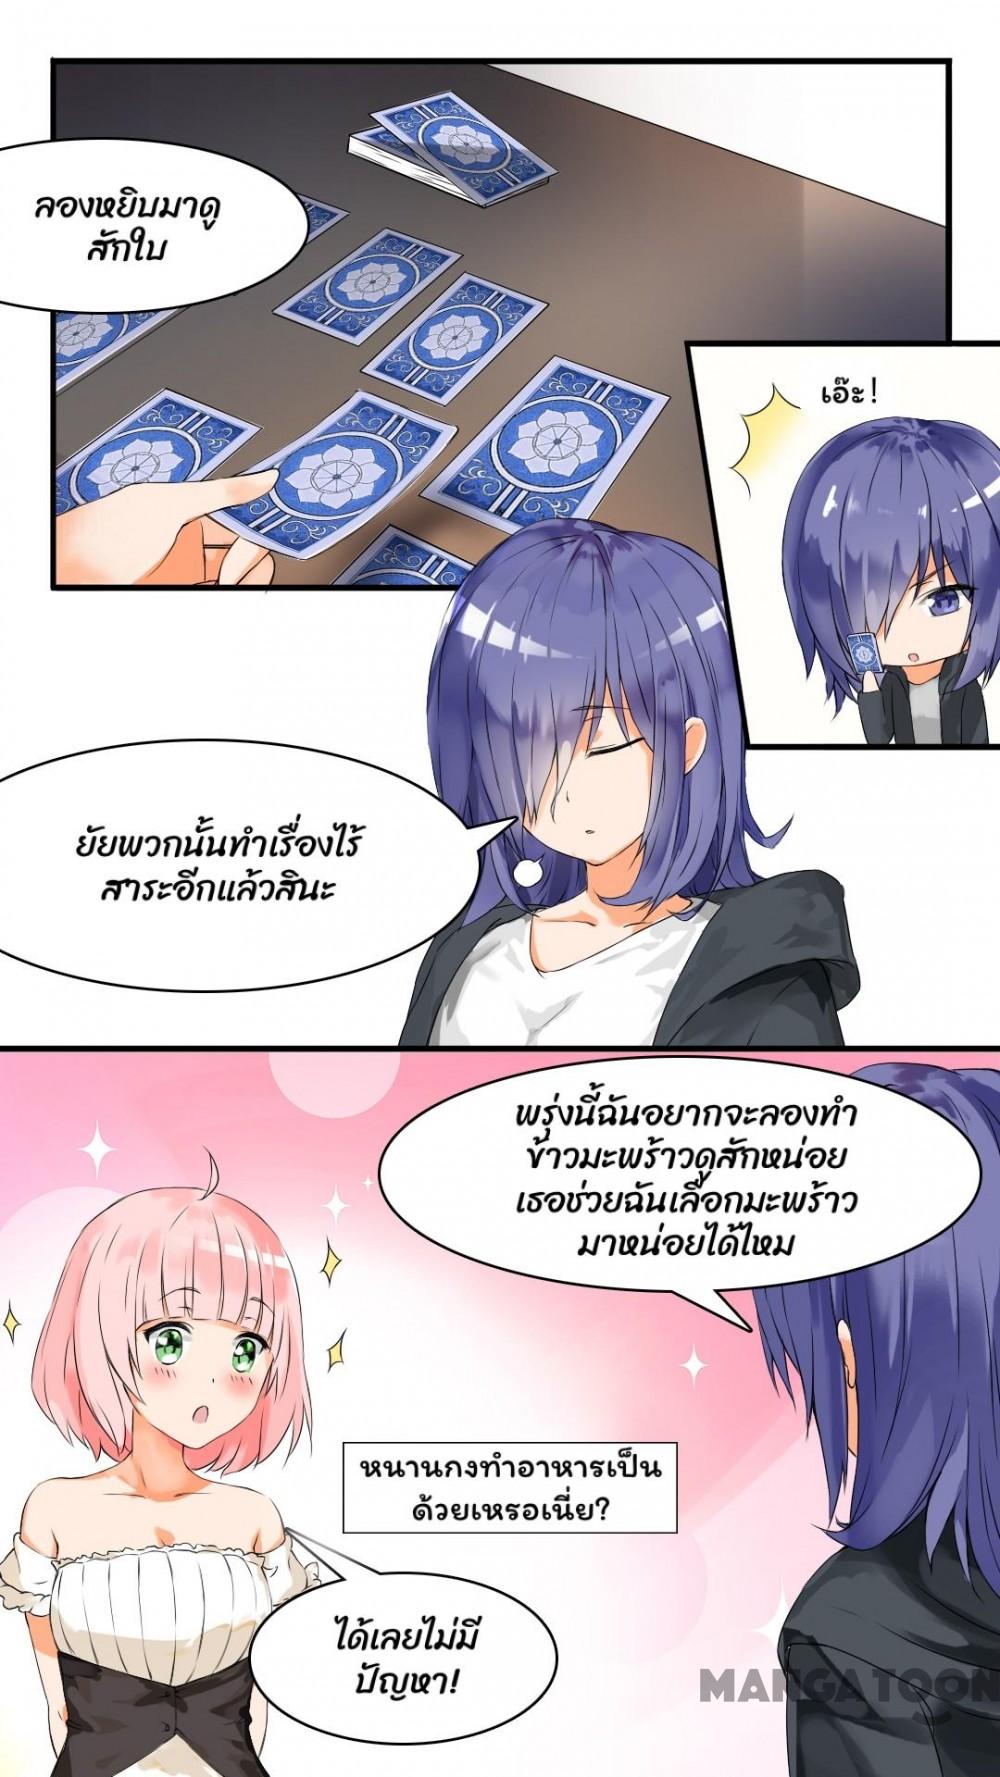 ลองหยิบมาดู
สักใบ
เอ๊ะ!
ยัยพวกนั้นทำเรื่องไร้
สาระอีกแล้วสินะ
พรุ่งนี้ฉันอยากจะลองทำ
ข้าวมะพร้าวดูสักหน่อย
เธอช่วยฉันเลือกมะพร้าว
มาหน่อยได้ไหม
หนานกงทำอาหารเป็น
ด้วยเหรอเนี่ย?
ได้เลยไม่มี
ปัญหา!
MANGATOON